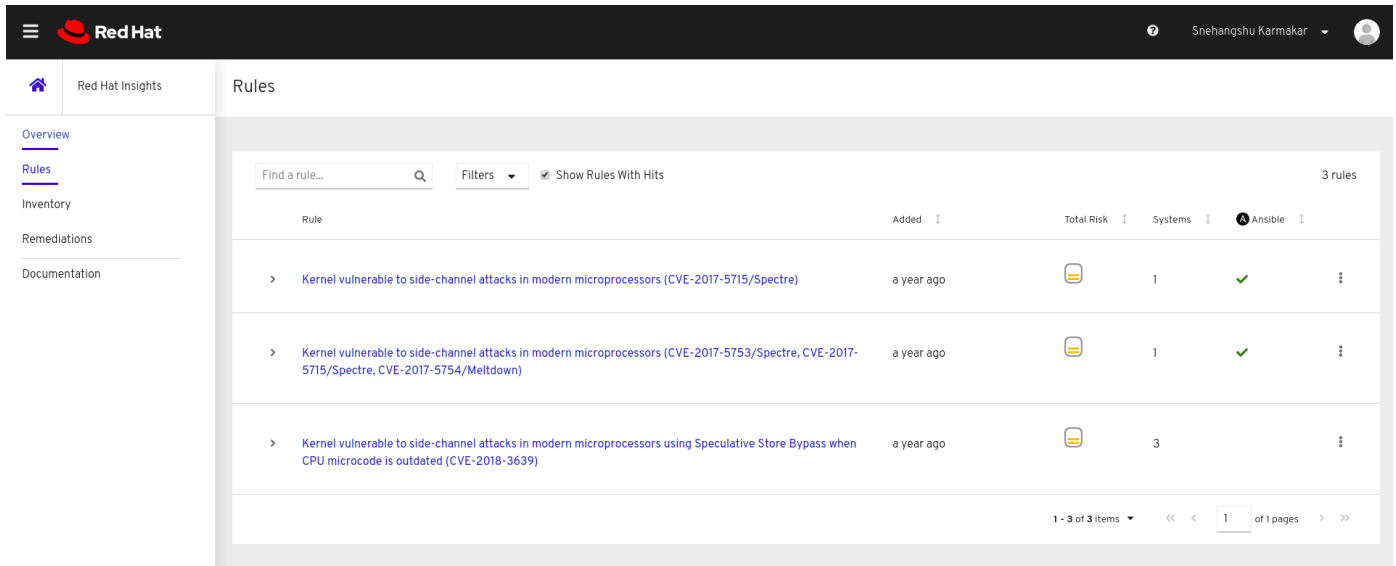 Red Hat
Snehangshu Karmakar
Red Hat Insights
Rules
Overview
Rules
Inventory
Remediations
Documentation
Find a rule...
Filters
Show Rules With Hits
3 rules
Rule
Added
Total Risk
Systems
A Ansible
Kernel vulnerable to side-channel attacks in modern microprocessors (CVE-2017-5715/Spectre)
a year ago
1
Kernel vulnerable to side-channel attacks in modern microprocessors (CVE-2017-5753/Spectre, CVE-2017-
5715/Spectre, CVE-2017-5754/Meltdown)
a year ago
1
Kernel vulnerable to side-channel attacks in modern microprocessors using Speculative Store Bypass when
CPU microcode is outdated (CVE-2018-3639)
a year ago
3
1 - 3 of 3 items
1
of 1 pages